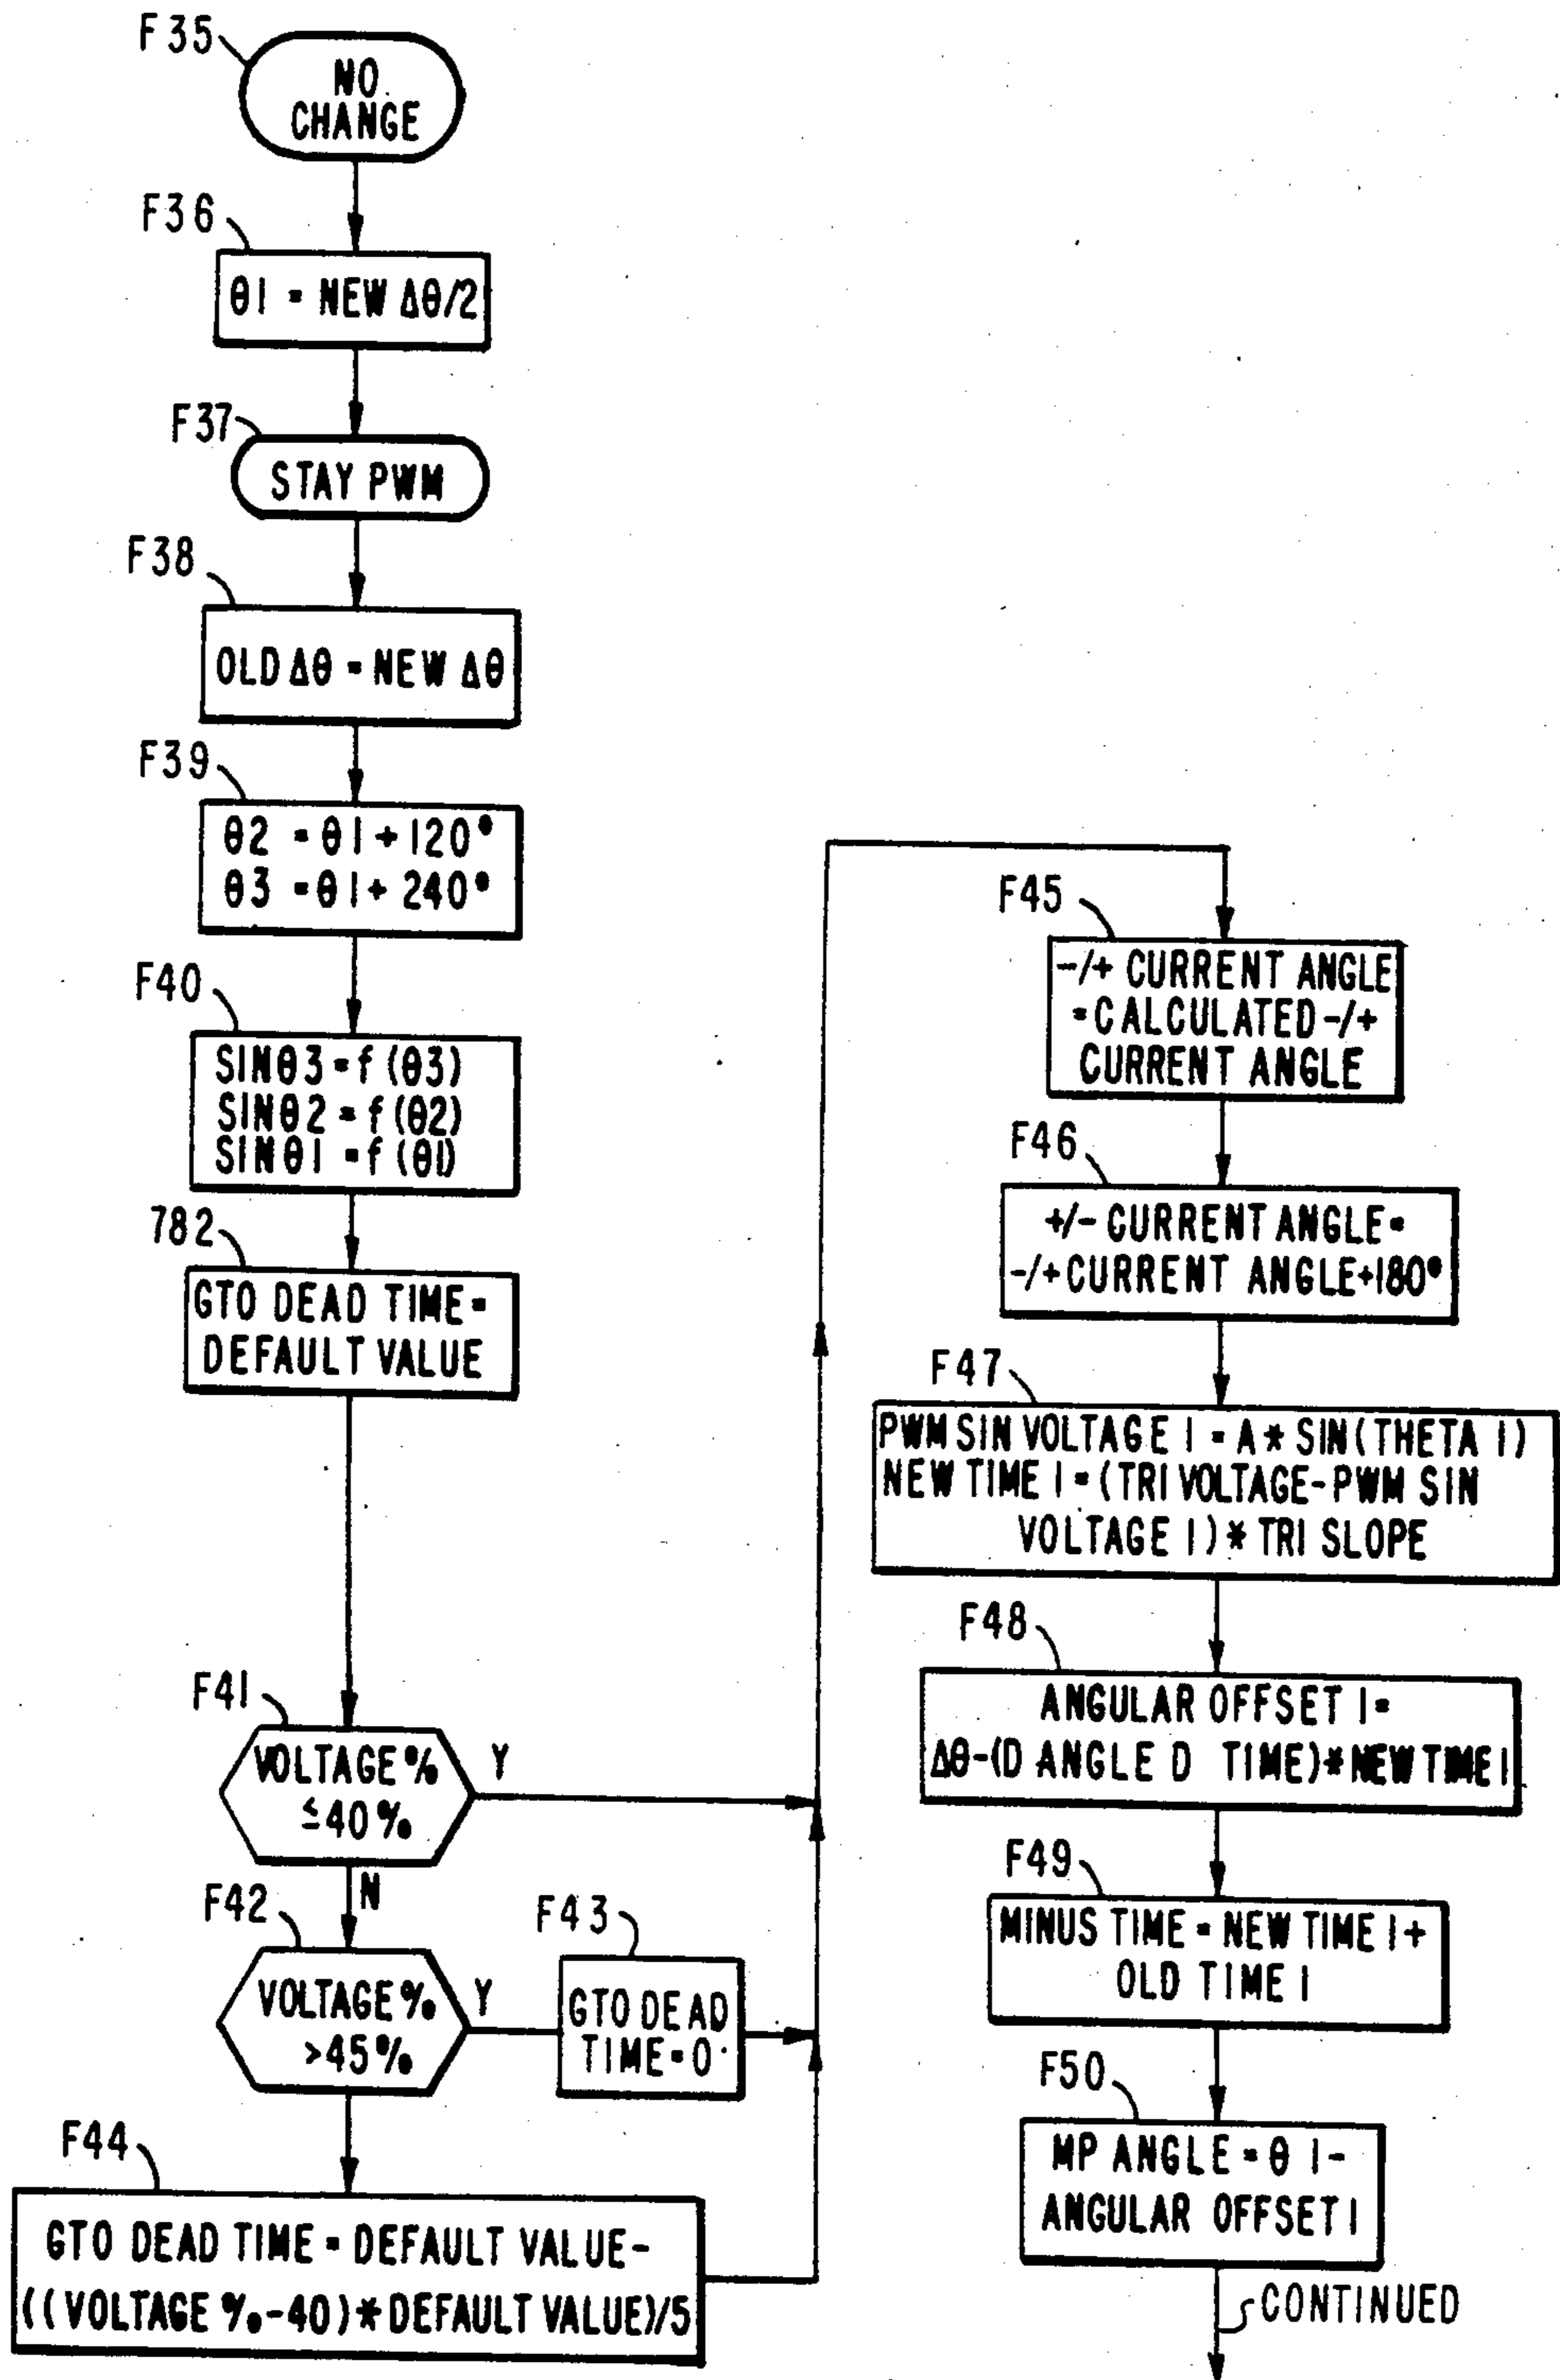 F35
NO
CHANGE
F36
θ1 = NEW Δθ/2
F37
STAY PWM
F38
OLD Δθ = NEW Δθ
F39
θ2 = θ1 + 120°
θ3 = θ1 + 240°
F40
SINθ3 = f (θ3)
SINθ2 = f (θ2)
SINθ1 = f (θ1)
782
GTO DEAD TIME =
DEFAULT VALUE
F41
VOLTAGE %
≤40%
Y
N
F42
VOLTAGE %
>45%
Y
F43
GTO DEAD
TIME = 0
F44
GTO DEAD TIME = DEFAULT VALUE-
((VOLTAGE %-40) * DEFAULT VALUE)/5
F45
-/+ CURRENT ANGLE
= CALCULATED -/+
CURRENT ANGLE
F46
+/- CURRENT ANGLE =
-/+ CURRENT ANGLE+180°
F47
PWM SIN VOLTAGE 1 = A * SIN (THETA 1)
NEW TIME 1 = (TRI VOLTAGE-PWM SIN
VOLTAGE 1) * TRI SLOPE
F48
ANGULAR OFFSET 1 =
Δθ-(D ANGLE D TIME) * NEW TIME 1
F49
MINUS TIME = NEW TIME 1 +
OLD TIME 1
F50
MP ANGLE = θ 1 -
ANGULAR OFFSET 1
CONTINUED